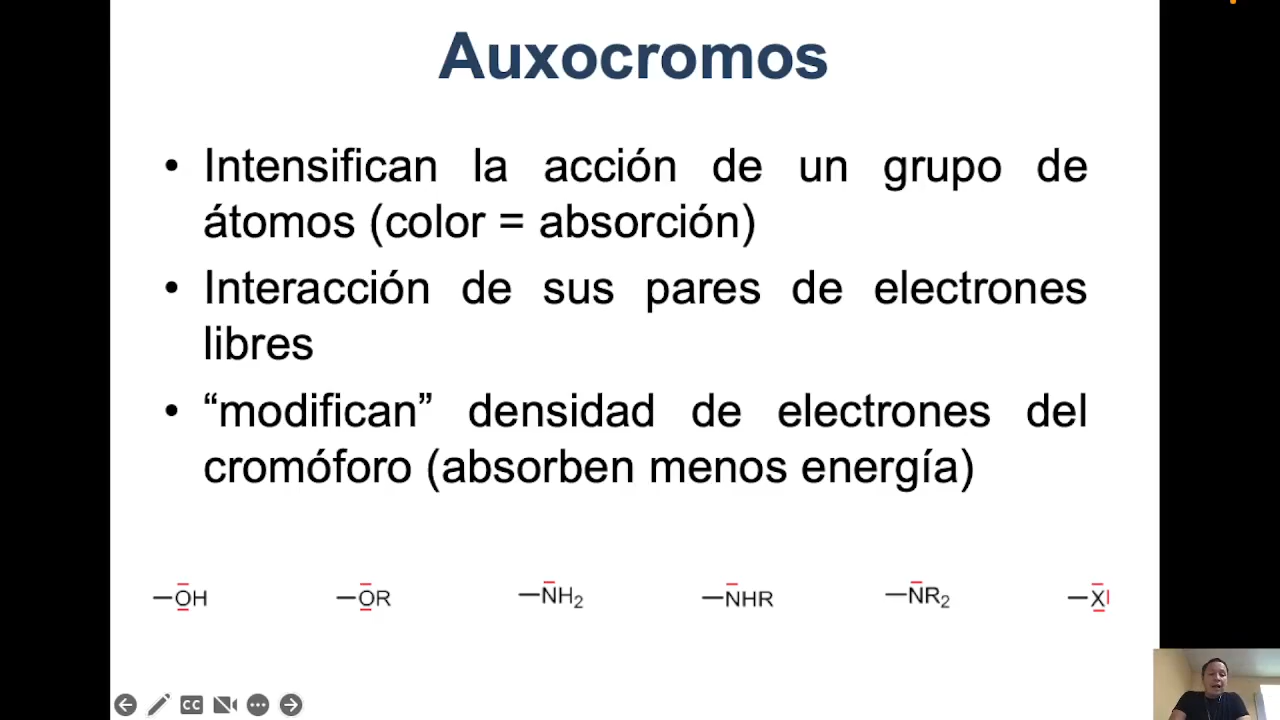 Auxocromos
• Intensifican la acción de un grupo de
átomos (color = absorción)
• Interacción de sus pares de electrones
libres
• “modifican” densidad de electrones del
cromóforo (absorben menos energía)
—OH —OR —NH₂ —NHR —NR₂ —X
CC